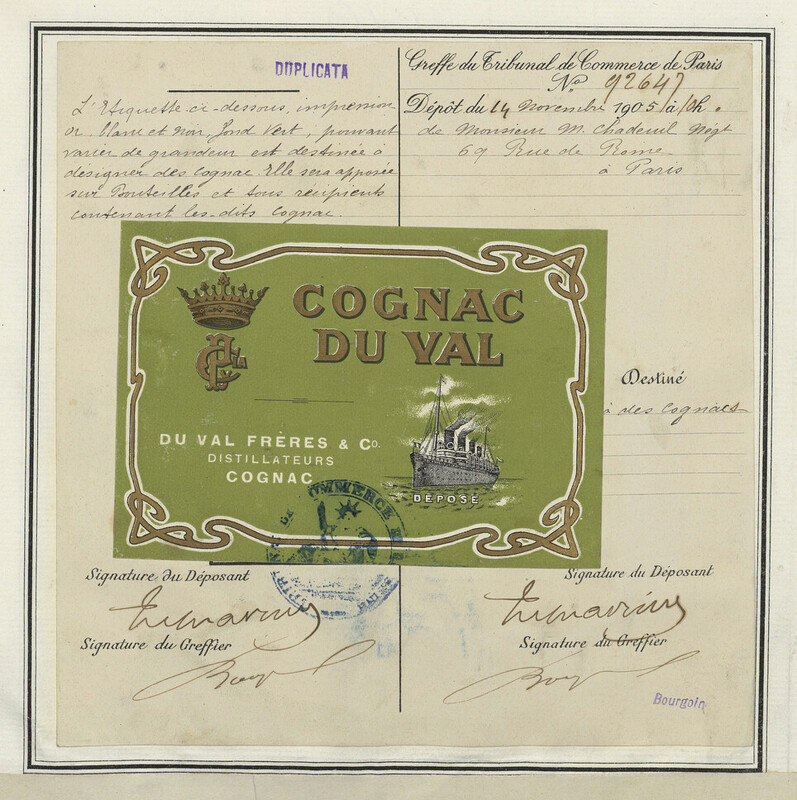 DUPLICATA
L'Etiquette ci-dessous, impression
or, blanc et noir, fond vert, pouvant
varier de grandeur est destinée à
désigner des cognac. Elle sera apposée
sur bouteilles et tous récipients
contenant les-dits Cognac.
Greffe du Tribunal de Commerce de Paris
No. 92647
Dépôt du 14 Novembre 1905 à 10h.
de Monsieur M. Chadeuil Négt
69 Rue de Rome
à Paris
COGNAC
DU VAL
DU VAL FRÈRES & Co.
DISTILLATEURS
COGNAC
DÉPOSÉ
Destiné
à des Cognacs
COMMERCE
Signature du Déposant
Signature du Greffier
Signature du Déposant
Signature du Greffier
Bourgoin